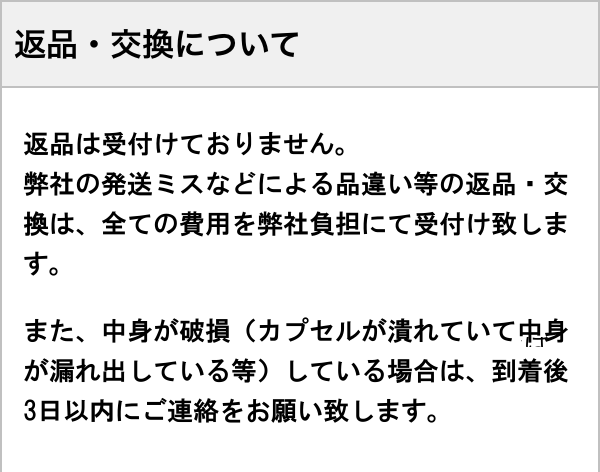 返品・交換について
返品は受付けておりません。
弊社の発送ミスなどによる品違い等の返品・交
換は、全ての費用を弊社負担にて受付け致しま
す。
また、中身が破損（カプセルが潰れていて中身
が漏れ出している等）している場合は、到着後
3日以内にご連絡をお願い致します。